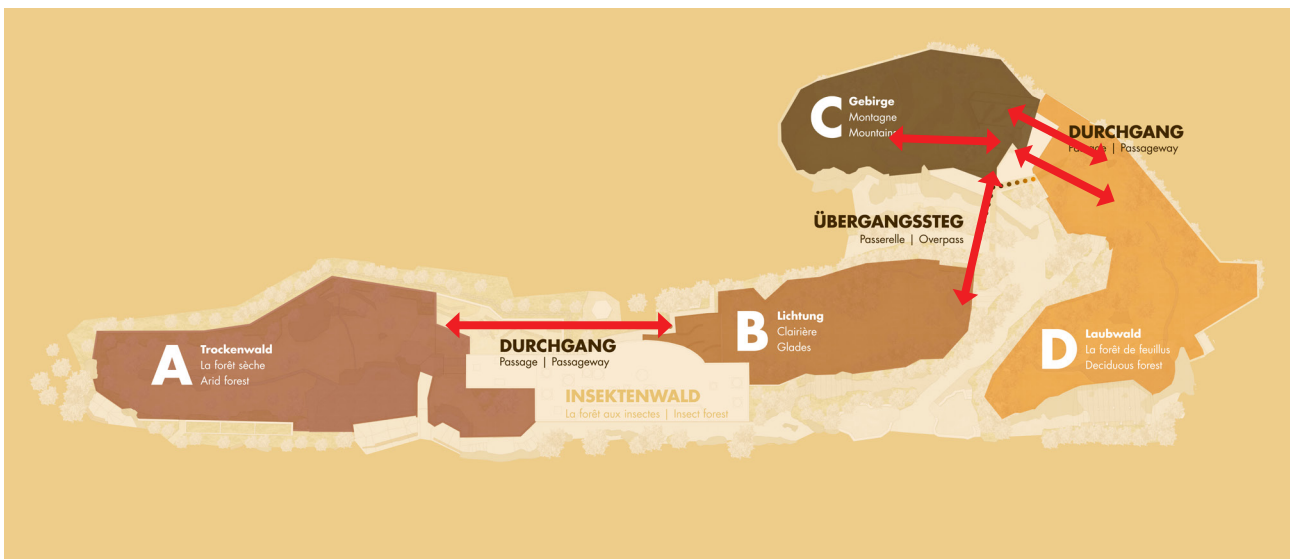 C
Gebirge
Montagne
Mountains
DURCHGANG
Passage | Passageway
ÜBERGANGSSTEG
Passerelle | Overpass
A
Trockenwald
La forêt sèche
Arid forest
DURCHGANG
Passage | Passageway
B
Lichtung
Clairière
Glades
D
Laubwald
La forêt de feuillus
Deciduous forest
INSEKTENWALD
La forêt aux insectes | Insect forest